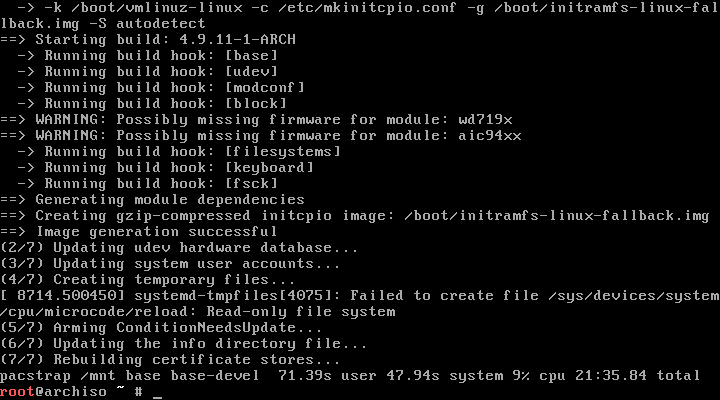 -> -k /boot/vmlinuz-linux -c /etc/mkinitcpio.conf -g /boot/initramfs-linux-fal
lback.img -S autodetect
==> Starting build: 4.9.11-1-ARCH
  -> Running build hook: [base]
  -> Running build hook: [udev]
  -> Running build hook: [modconf]
  -> Running build hook: [block]
==> WARNING: Possibly missing firmware for module: wd719x
==> WARNING: Possibly missing firmware for module: aic94xx
  -> Running build hook: [filesystems]
  -> Running build hook: [keyboard]
  -> Running build hook: [fsck]
==> Generating module dependencies
==> Creating gzip-compressed initcpio image: /boot/initramfs-linux-fallback.img
==> Image generation successful
(2/7) Updating udev hardware database...
(3/7) Updating system user accounts...
(4/7) Creating temporary files...
[ 8714.500450] systemd-tmpfiles[4075]: Failed to create file /sys/devices/system
/cpu/microcode/reload: Read-only file system
(5/7) Arming ConditionNeedsUpdate...
(6/7) Updating the info directory file...
(7/7) Rebuilding certificate stores...
pacstrap /mnt base base-devel  71.39s user 47.94s system 9% cpu 21:35.84 total
root@archiso ~ # _